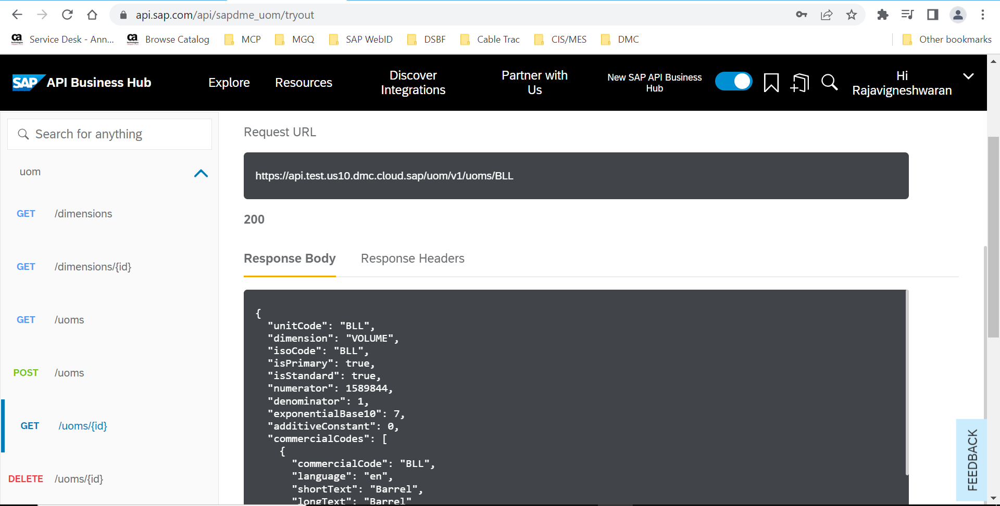 api.sap.com/api/sapdme_uom/tryout
ca technologies Service Desk - Ann... ca technologies Browse Catalog MCP MGQ SAP WebID DSBF Cable Trac CIS/MES DMC Other bookmarks
SAP API Business Hub Explore Resources Discover Integrations Partner with Us New SAP API Business Hub Hi Rajavigneshwaran
Search for anything
uom
GET /dimensions
GET /dimensions/{id}
GET /uoms
POST /uoms
GET /uoms/{id}
DELETE /uoms/{id}
Request URL
https://api.test.us10.dmc.cloud.sap/uom/v1/uoms/BLL
200
Response Body Response Headers
{
"unitCode": "BLL",
"dimension": "VOLUME",
"isoCode": "BLL",
"isPrimary": true,
"isStandard": true,
"numerator": 1589844,
"denominator": 1,
"exponentialBase10": 7,
"additiveConstant": 0,
"commercialCodes": [
{
"commercialCode": "BLL",
"language": "en",
"shortText": "Barrel",
"longText": "Barrel"
FEEDBACK